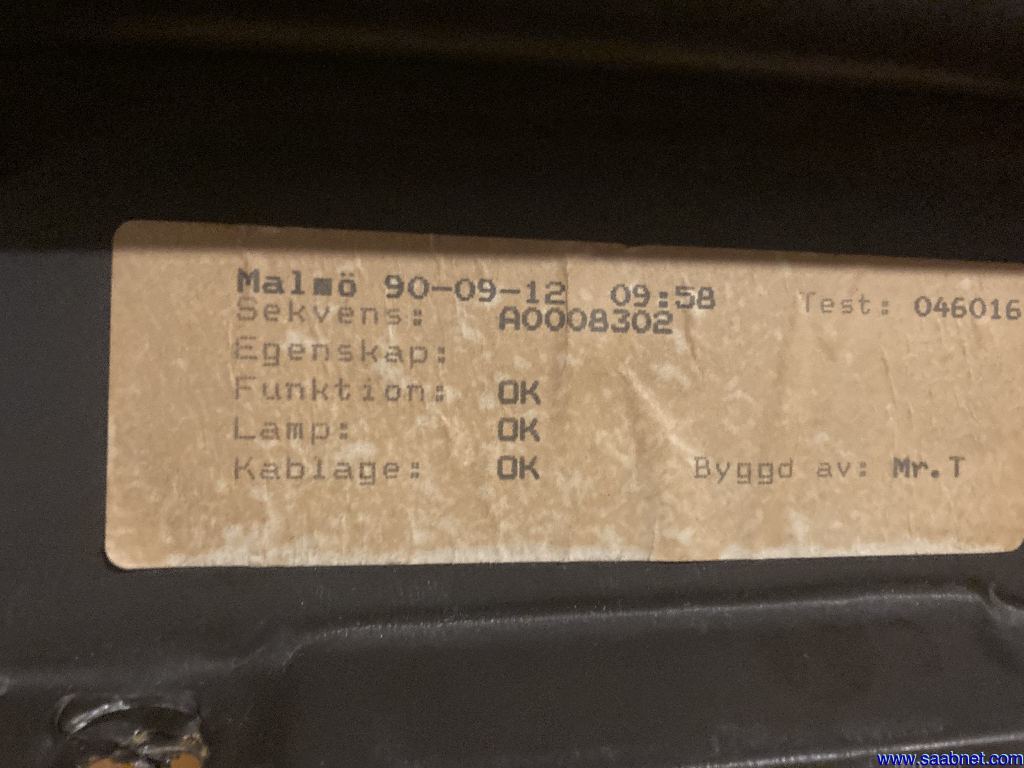 Malmö 90-09-12 09:58 Test: 046016
Sekvens: A0008302
Egenskap:
Funktion: OK
Lamp: OK
Kablage: OK Byggd av: Mr.T
www.saabnet.com